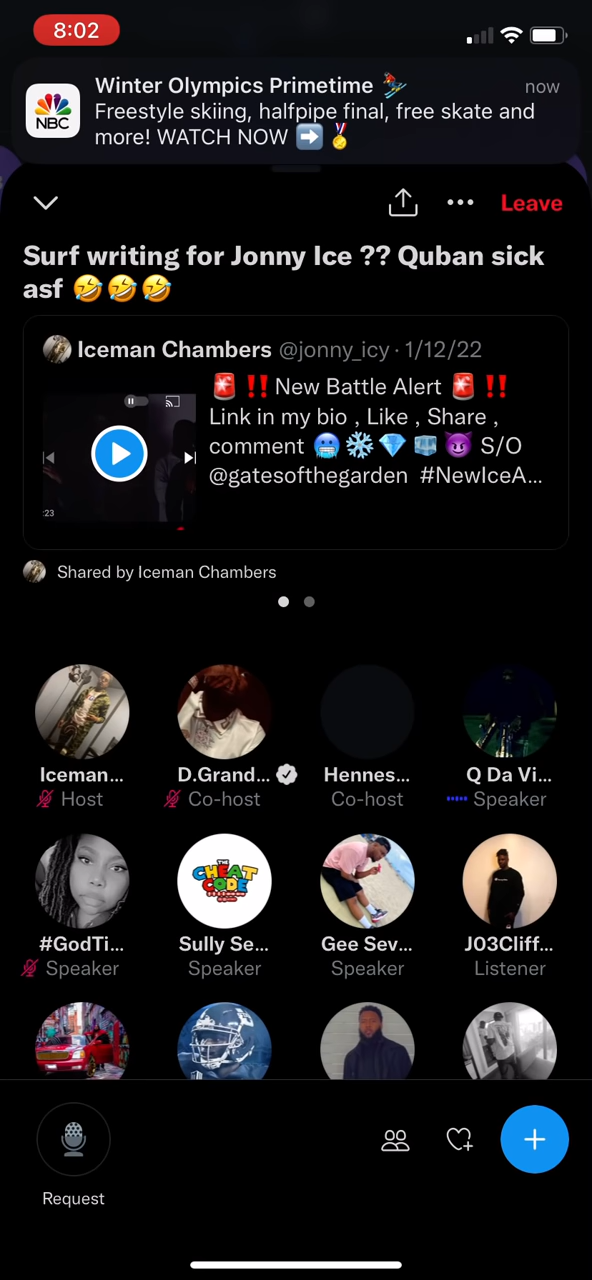 8:02
Winter Olympics Primetime ⛷️
now
NBC
Freestyle skiing, halfpipe final, free skate and
more! WATCH NOW ➡️ 🏅
Leave
Surf writing for Jonny Ice ?? Quban sick
asf 🤣🤣🤣
Iceman Chambers @jonny_icy · 1/12/22
🚨 ‼️ New Battle Alert 🚨 ‼️
Link in my bio , Like , Share ,
comment 🥶❄️💎🧊😈 S/O
@gatesofthegarden #NewIceA...
:23
Shared by Iceman Chambers
Iceman... D.Grand... Hennes... Q Da Vi...
Host Co-host Co-host Speaker
THE CHEAT CODE
#GodTi... Sully Se... Gee Sev... J03Cliff...
Speaker Speaker Speaker Listener
Request